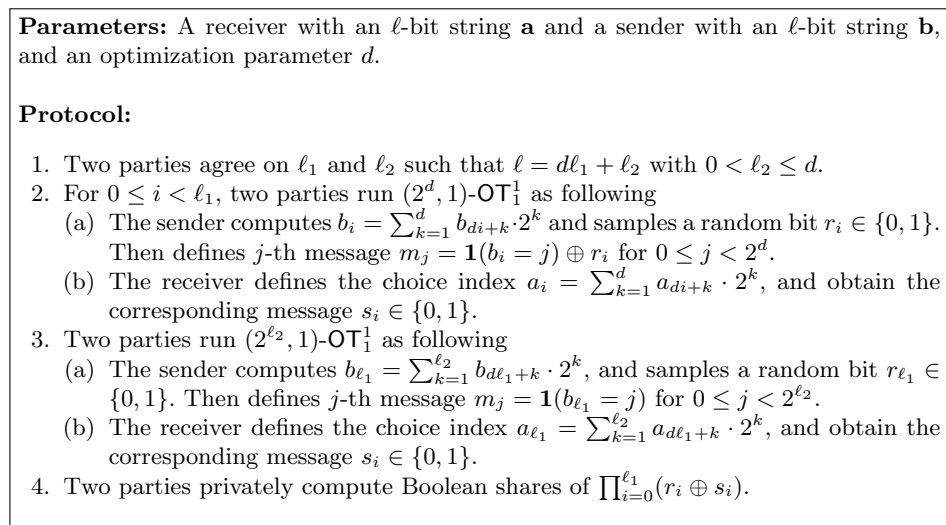 Parameters: A receiver with an ℓ-bit string a and a sender with an ℓ-bit string b,
and an optimization parameter d.
Protocol:
1. Two parties agree on ℓ₁ and ℓ₂ such that ℓ = dℓ₁ + ℓ₂ with 0 < ℓ₂ ≤ d.
2. For 0 ≤ i < ℓ₁, two parties run (2^d, 1)-OT^1_1 as following
(a) The sender computes b_i = ∑_{k=1}^{d} b_{di+k}·2^k and samples a random bit r_i ∈ {0, 1}.
Then defines j-th message m_j = 1(b_i = j) ⊕ r_i for 0 ≤ j < 2^d.
(b) The receiver defines the choice index a_i = ∑_{k=1}^{d} a_{di+k} · 2^k, and obtain the
corresponding message s_i ∈ {0, 1}.
3. Two parties run (2^{ℓ₂}, 1)-OT^1_1 as following
(a) The sender computes b_{ℓ₁} = ∑_{k=1}^{ℓ₂} b_{dℓ₁+k} · 2^k, and samples a random bit r_{ℓ₁} ∈
{0, 1}. Then defines j-th message m_j = 1(b_{ℓ₁} = j) for 0 ≤ j < 2^{ℓ₂}.
(b) The receiver defines the choice index a_{ℓ₁} = ∑_{k=1}^{ℓ₂} a_{dℓ₁+k} · 2^k, and obtain the
corresponding message s_i ∈ {0, 1}.
4. Two parties privately compute Boolean shares of ∏_{i=0}^{ℓ₁}(r_i ⊕ s_i).